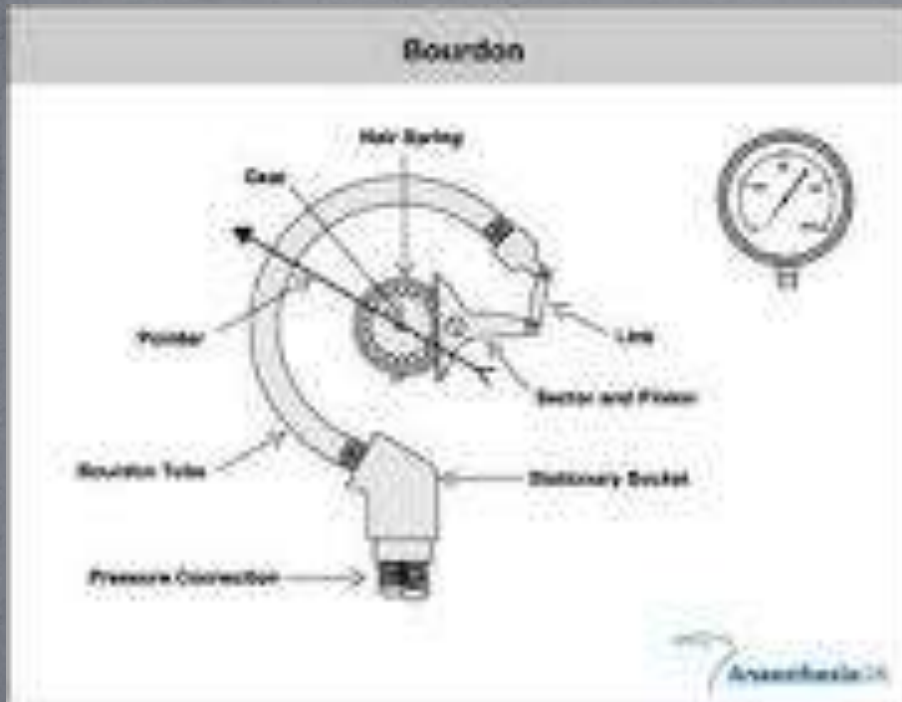 Bourdon
Hair Spring
Gear
Pointer
Link
Sector and Pinion
Bourdon Tube
Stationary Socket
Pressure Connection
Anaesthesia